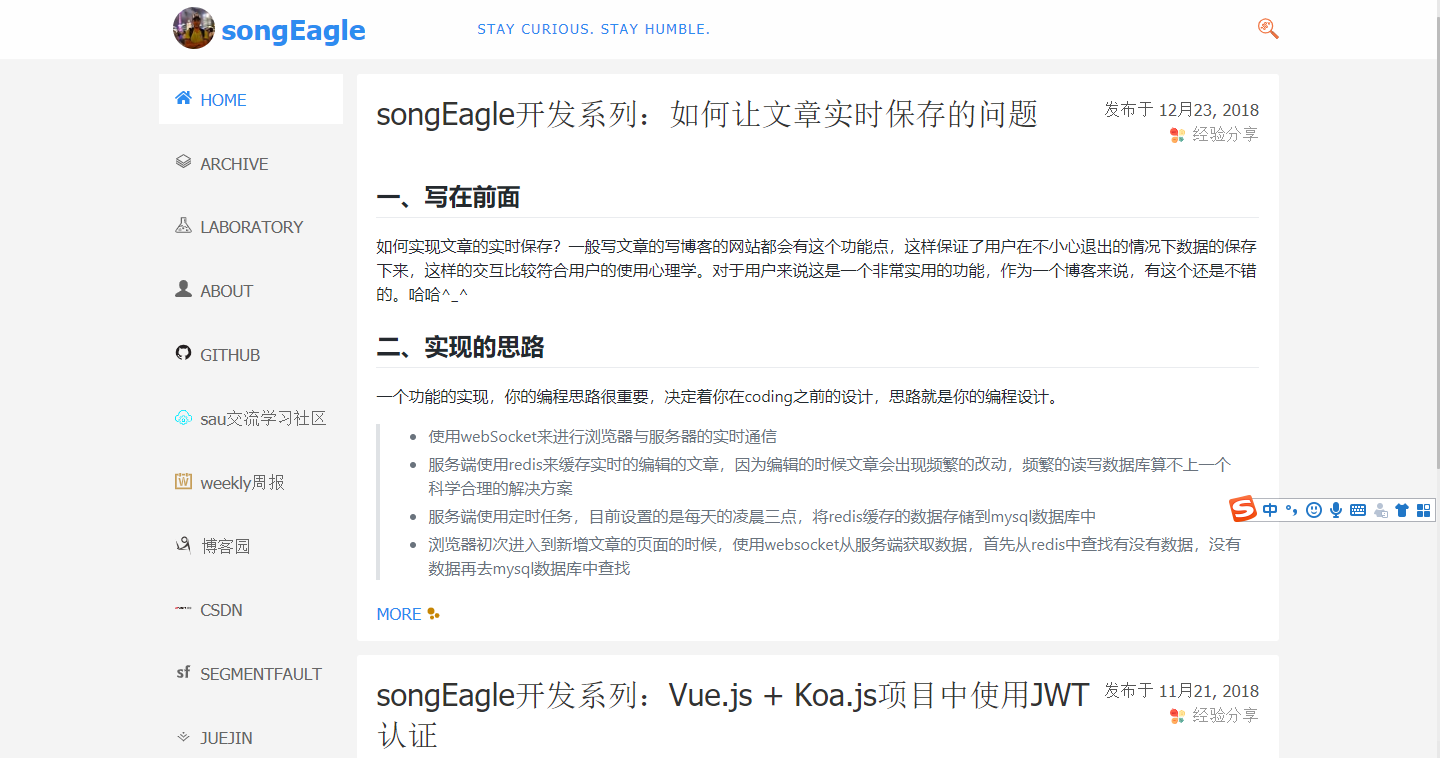 songEagle
STAY CURIOUS. STAY HUMBLE.
HOME
ARCHIVE
LABORATORY
ABOUT
GITHUB
sau交流学习社区
weekly周报
博客园
CSDN
sf SEGMENTFAULT
JUEJIN
songEagle开发系列：如何让文章实时保存的问题
发布于 12月23, 2018
经验分享
一、写在前面
如何实现文章的实时保存？一般写文章的写博客的网站都会有这个功能点，这样保证了用户在不小心退出的情况下数据的保存
下来，这样的交互比较符合用户的使用心理学。对于用户来说这是一个非常实用的功能，作为一个博客来说，有这个还是不错
的。哈哈^_^
二、实现的思路
一个功能的实现，你的编程思路很重要，决定着你在coding之前的设计，思路就是你的编程设计。
使用webSocket来进行浏览器与服务器的实时通信
服务端使用redis来缓存实时的编辑的文章，因为编辑的时候文章会出现频繁的改动，频繁的读写数据库算不上一个
科学合理的解决方案
服务端使用定时任务，目前设置的是每天的凌晨三点，将redis缓存的数据存储到mysql数据库中
浏览器初次进入到新增文章的页面的时候，使用websocket从服务端获取数据，首先从redis中查找有没有数据，没有
数据再去mysql数据库中查找
MORE
中
songEagle开发系列：Vue.js + Koa.js项目中使用JWT
认证
发布于 11月21, 2018
经验分享